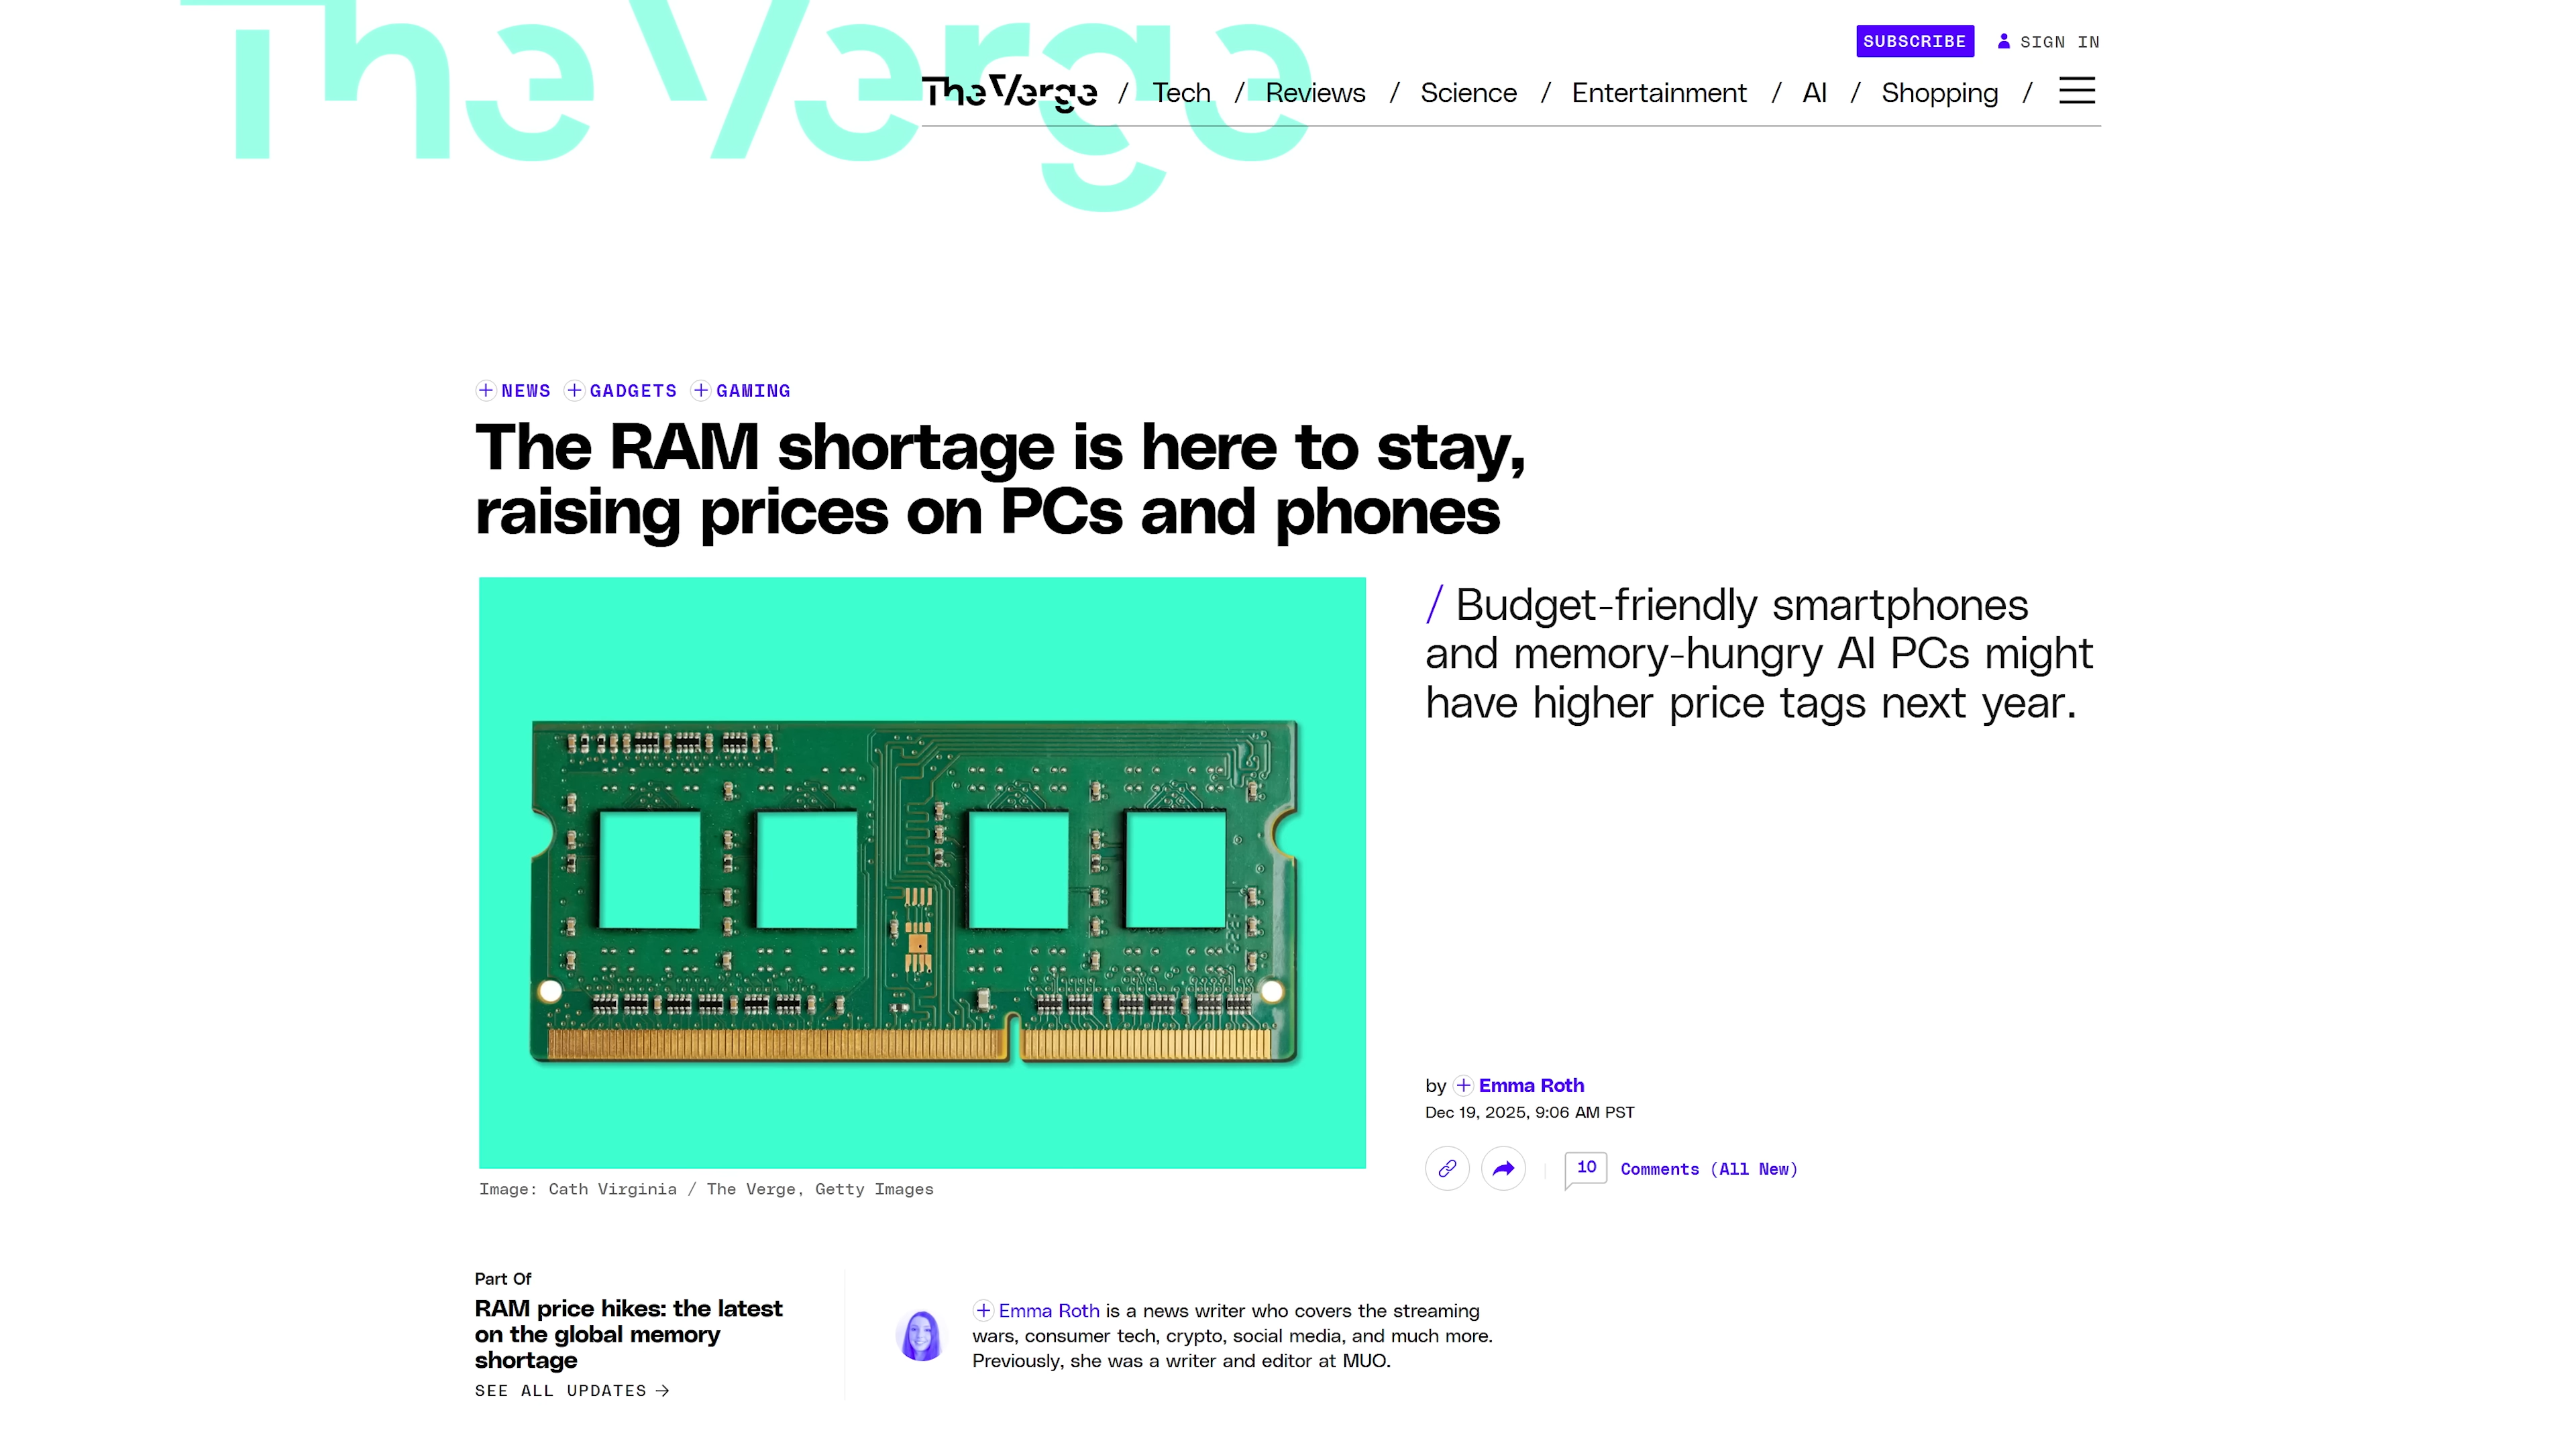 The Verge
SUBSCRIBE SIGN IN
The Verge / Tech / Reviews / Science / Entertainment / AI / Shopping /
NEWS GADGETS GAMING
The RAM shortage is here to stay,
raising prices on PCs and phones
/ Budget-friendly smartphones
and memory-hungry AI PCs might
have higher price tags next year.
by Emma Roth
Dec 19, 2025, 9:06 AM PST
10 Comments (All New)
Image: Cath Virginia / The Verge, Getty Images
Part Of
RAM price hikes: the latest
on the global memory
shortage
SEE ALL UPDATES →
Emma Roth is a news writer who covers the streaming
wars, consumer tech, crypto, social media, and much more.
Previously, she was a writer and editor at MUO.